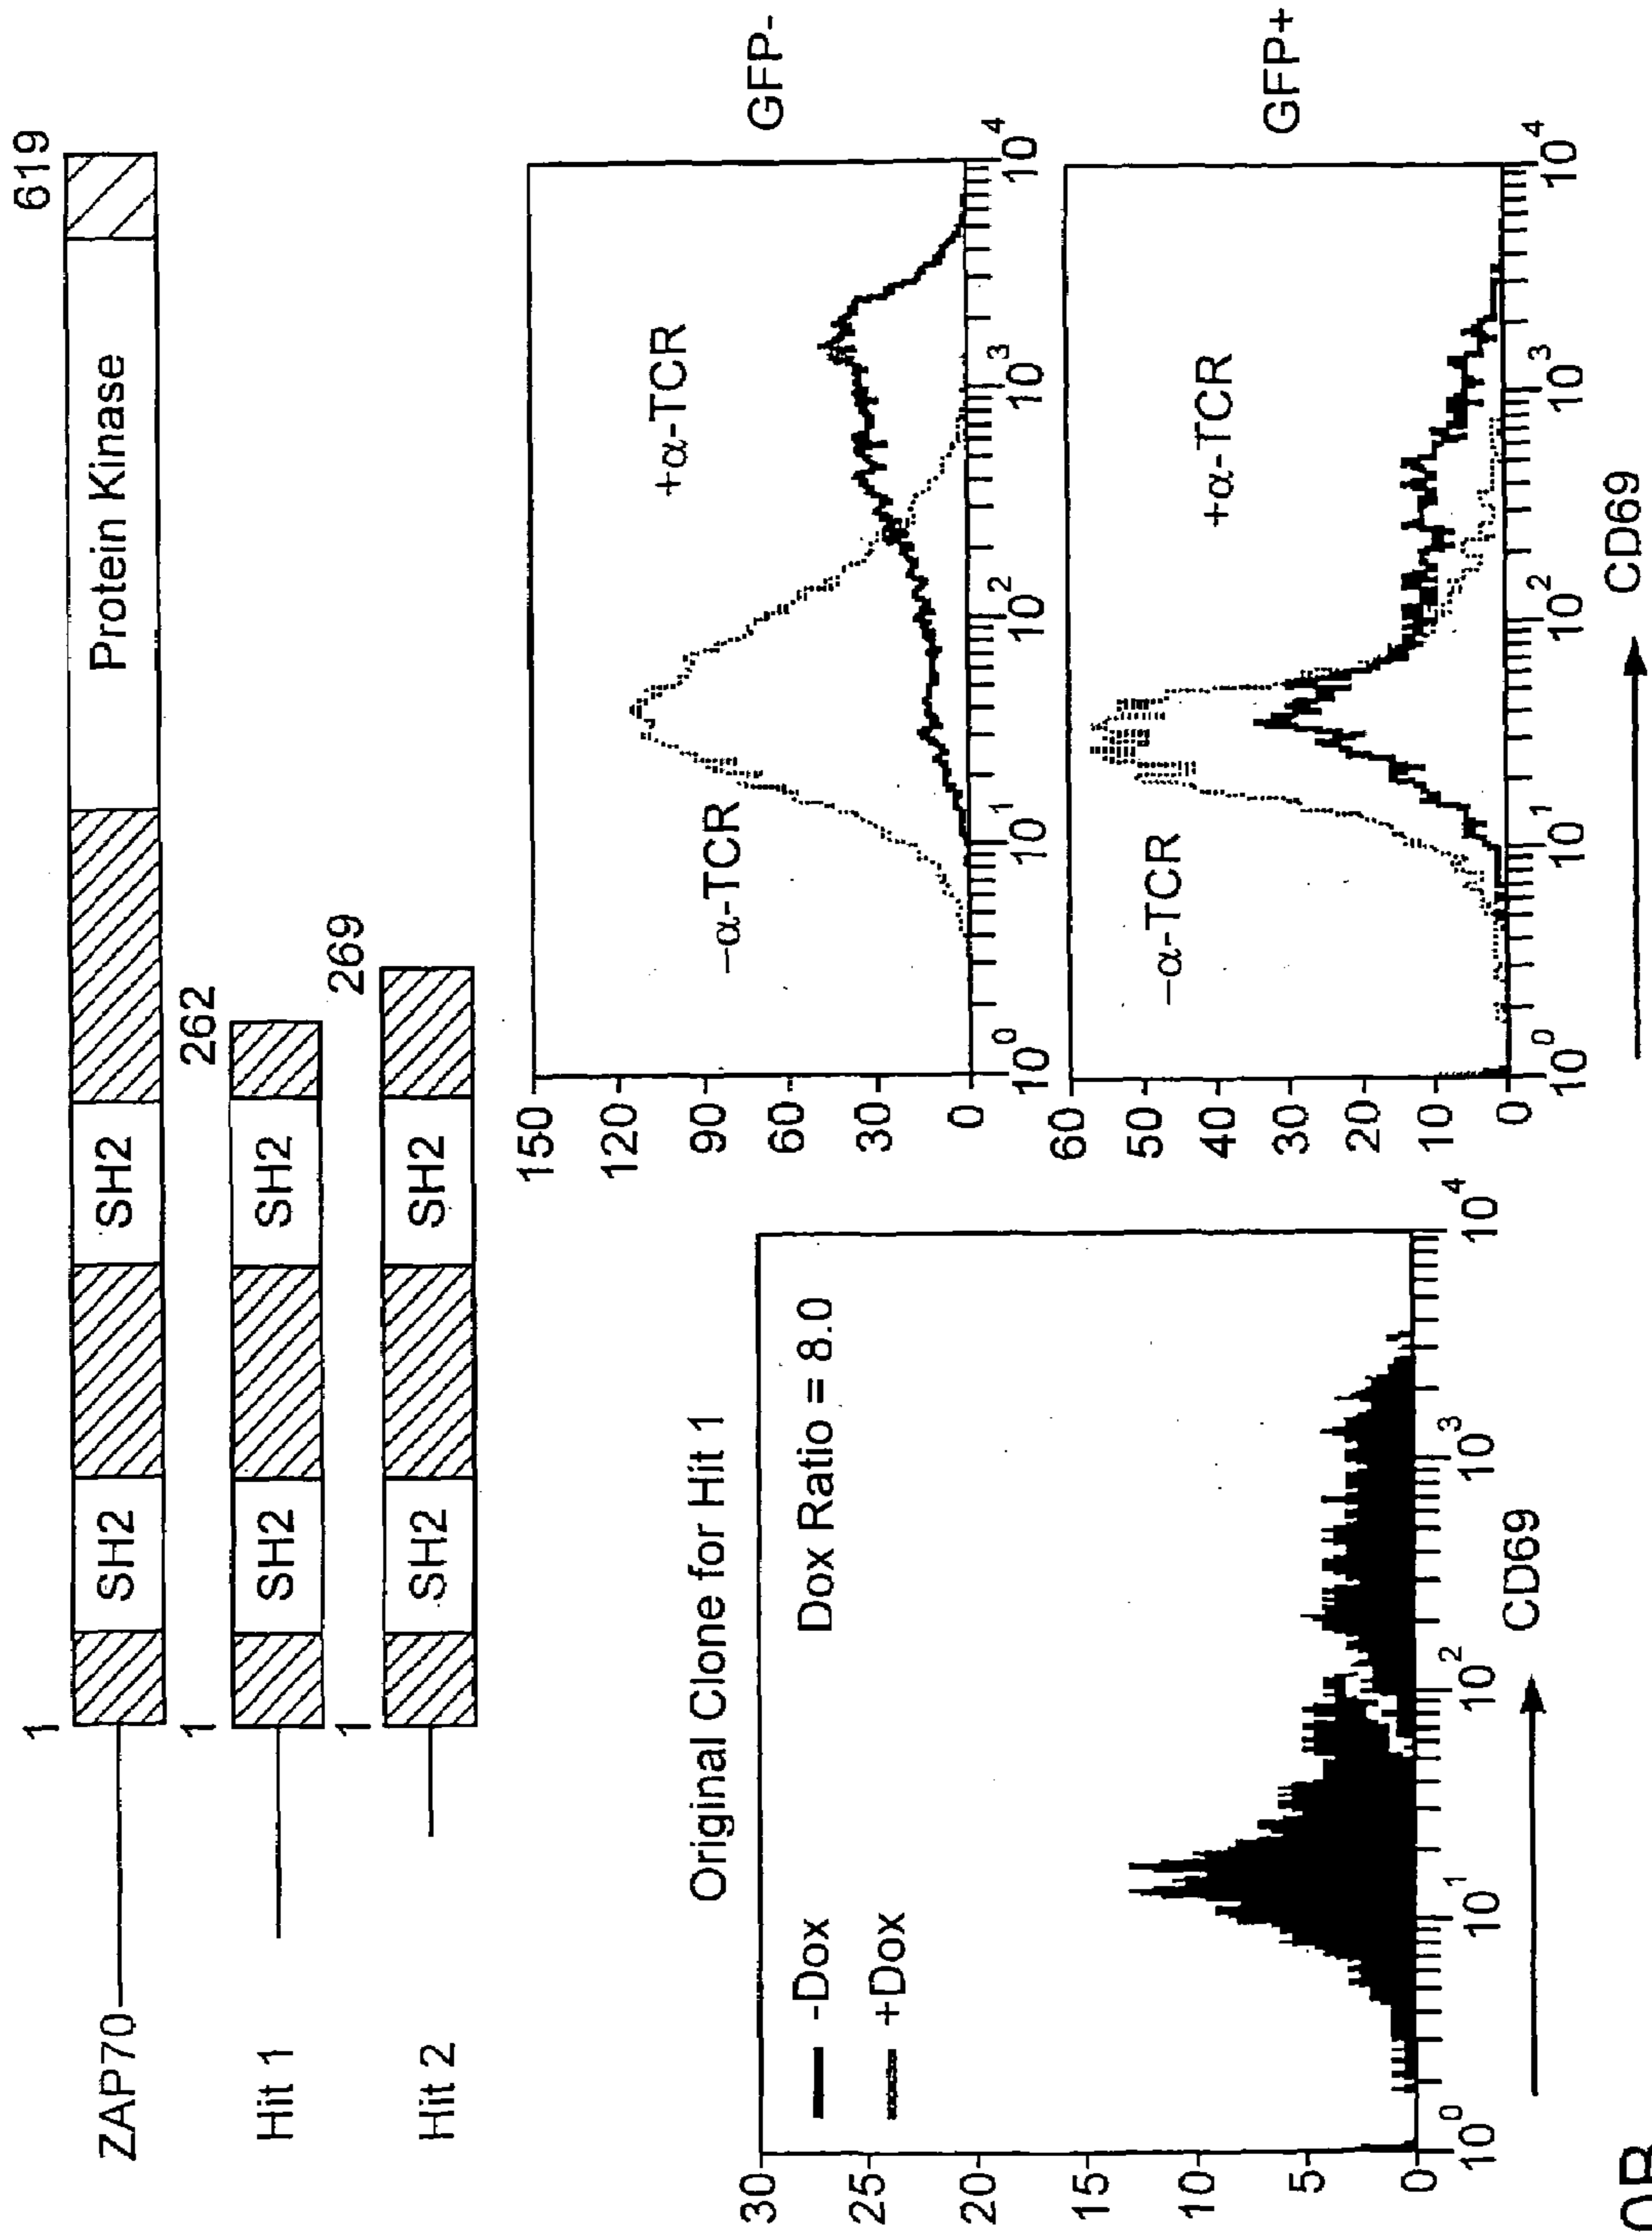 1
619
ZAP70
SH2
SH2
Protein Kinase
1
262
Hit 1
SH2
SH2
1
269
Hit 2
SH2
SH2
Original Clone for Hit 1
-Dox
+Dox
Dox Ratio = 8.0
30
25
20
15
10
5
0
10^0
10^1
10^2
10^3
10^4
CD69
150
120
90
60
30
0
–α-TCR
+α-TCR
GFP-
10^0
10^1
10^2
10^3
10^4
60
50
40
30
20
10
0
–α-TCR
+α-TCR
GFP+
10^0
10^1
10^2
10^3
10^4
CD69